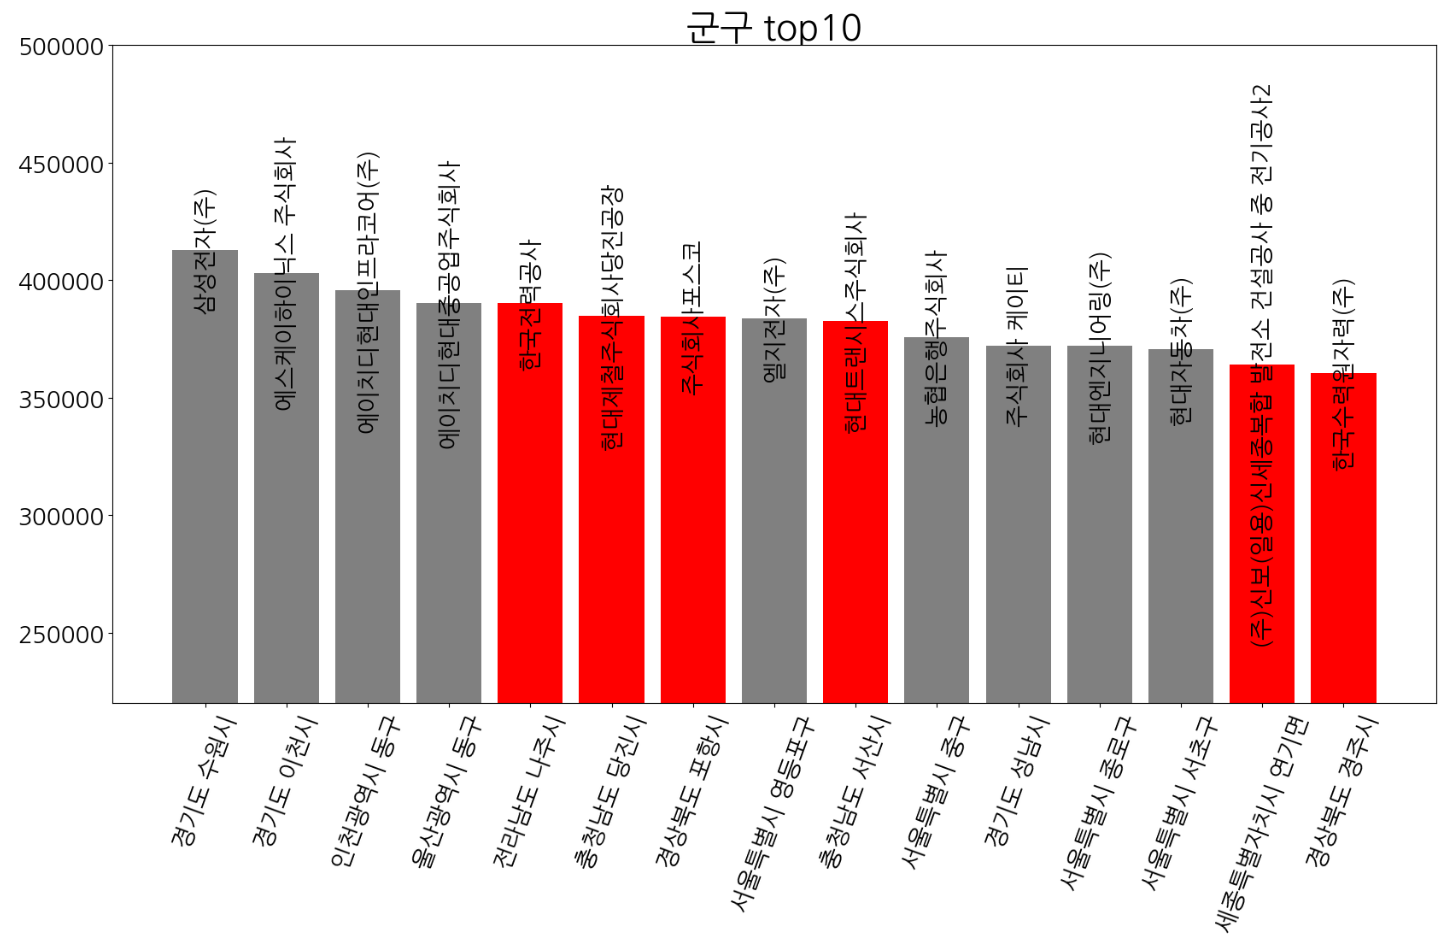 군구 top10
500000
450000
400000
350000
300000
250000
삼성전자(주)
에스케이하이닉스 주식회사
에이치디현대인프라코어(주)
에이치디현대중공업주식회사
한국전력공사
현대제철주식회사당진공장
주식회사포스코
엘지전자(주)
현대트랜시스주식회사
농협은행주식회사
주식회사 케이티
현대엔지니어링(주)
현대자동차(주)
(주)신보(일용)신세종복합 발전소 건설공사 중 전기공사2
한국수력원자력(주)
경기도 수원시
경기도 이천시
인천광역시 동구
울산광역시 동구
전라남도 나주시
충청남도 당진시
경상북도 포항시
서울특별시 영등포구
충청남도 서산시
서울특별시 중구
경기도 성남시
서울특별시 종로구
서울특별시 서초구
세종특별자치시 연기면
경상북도 경주시